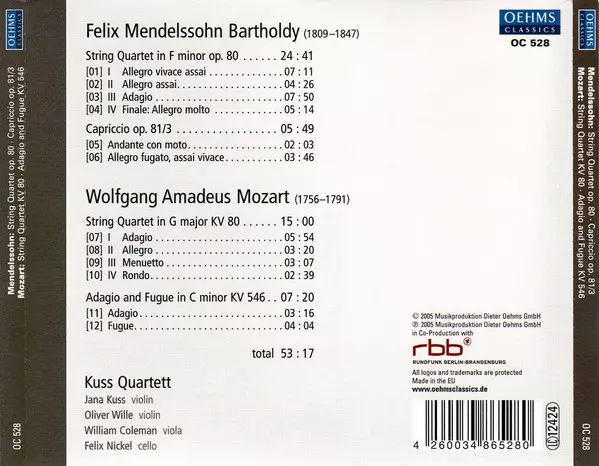 Mendelssohn: String Quartet op. 80 · Capriccio op. 81/3
Mozart: String Quartet KV 80 · Adagio and Fugue KV 546
OC 528
Felix Mendelssohn Bartholdy (1809–1847)
String Quartet in F minor op. 80 ...... 24 : 41
[01] I Allegro vivace assai .......... 07 : 11
[02] II Allegro assai .......... 04 : 26
[03] III Adagio .......... 07 : 50
[04] IV Finale: Allegro molto ....... 05 : 14
Capriccio op. 81/3 .......... 05 : 49
[05] Andante con moto .......... 02 : 03
[06] Allegro fugato, assai vivace .... 03 : 46
Wolfgang Amadeus Mozart (1756–1791)
String Quartet in G major KV 80 ...... 15 : 00
[07] I Adagio .......... 05 : 54
[08] II Allegro .......... 03 : 20
[09] III Menuetto .......... 03 : 07
[10] IV Rondo .......... 02 : 39
Adagio and Fugue in C minor KV 546 .. 07 : 20
[11] Adagio .......... 03 : 16
[12] Fugue .......... 04 : 04
total 53 : 17
Kuss Quartett
Jana Kuss violin
Oliver Wille violin
William Coleman viola
Felix Nickel cello
OEHMS
CLASSICS
OC 528
© 2005 Musikproduktion Dieter Oehms GmbH
℗ 2005 Musikproduktion Dieter Oehms GmbH
in Co-Production with
rbb
RUNDFUNK BERLIN-BRANDENBURG
All logos and trademarks are protected
Made in the EU
www.oehmsclassics.de
4 260034 865280
LC 12424
Mendelssohn: String Quartet op. 80 · Capriccio op. 81/3
Mozart: String Quartet KV 80 · Adagio and Fugue KV 546
OC 528